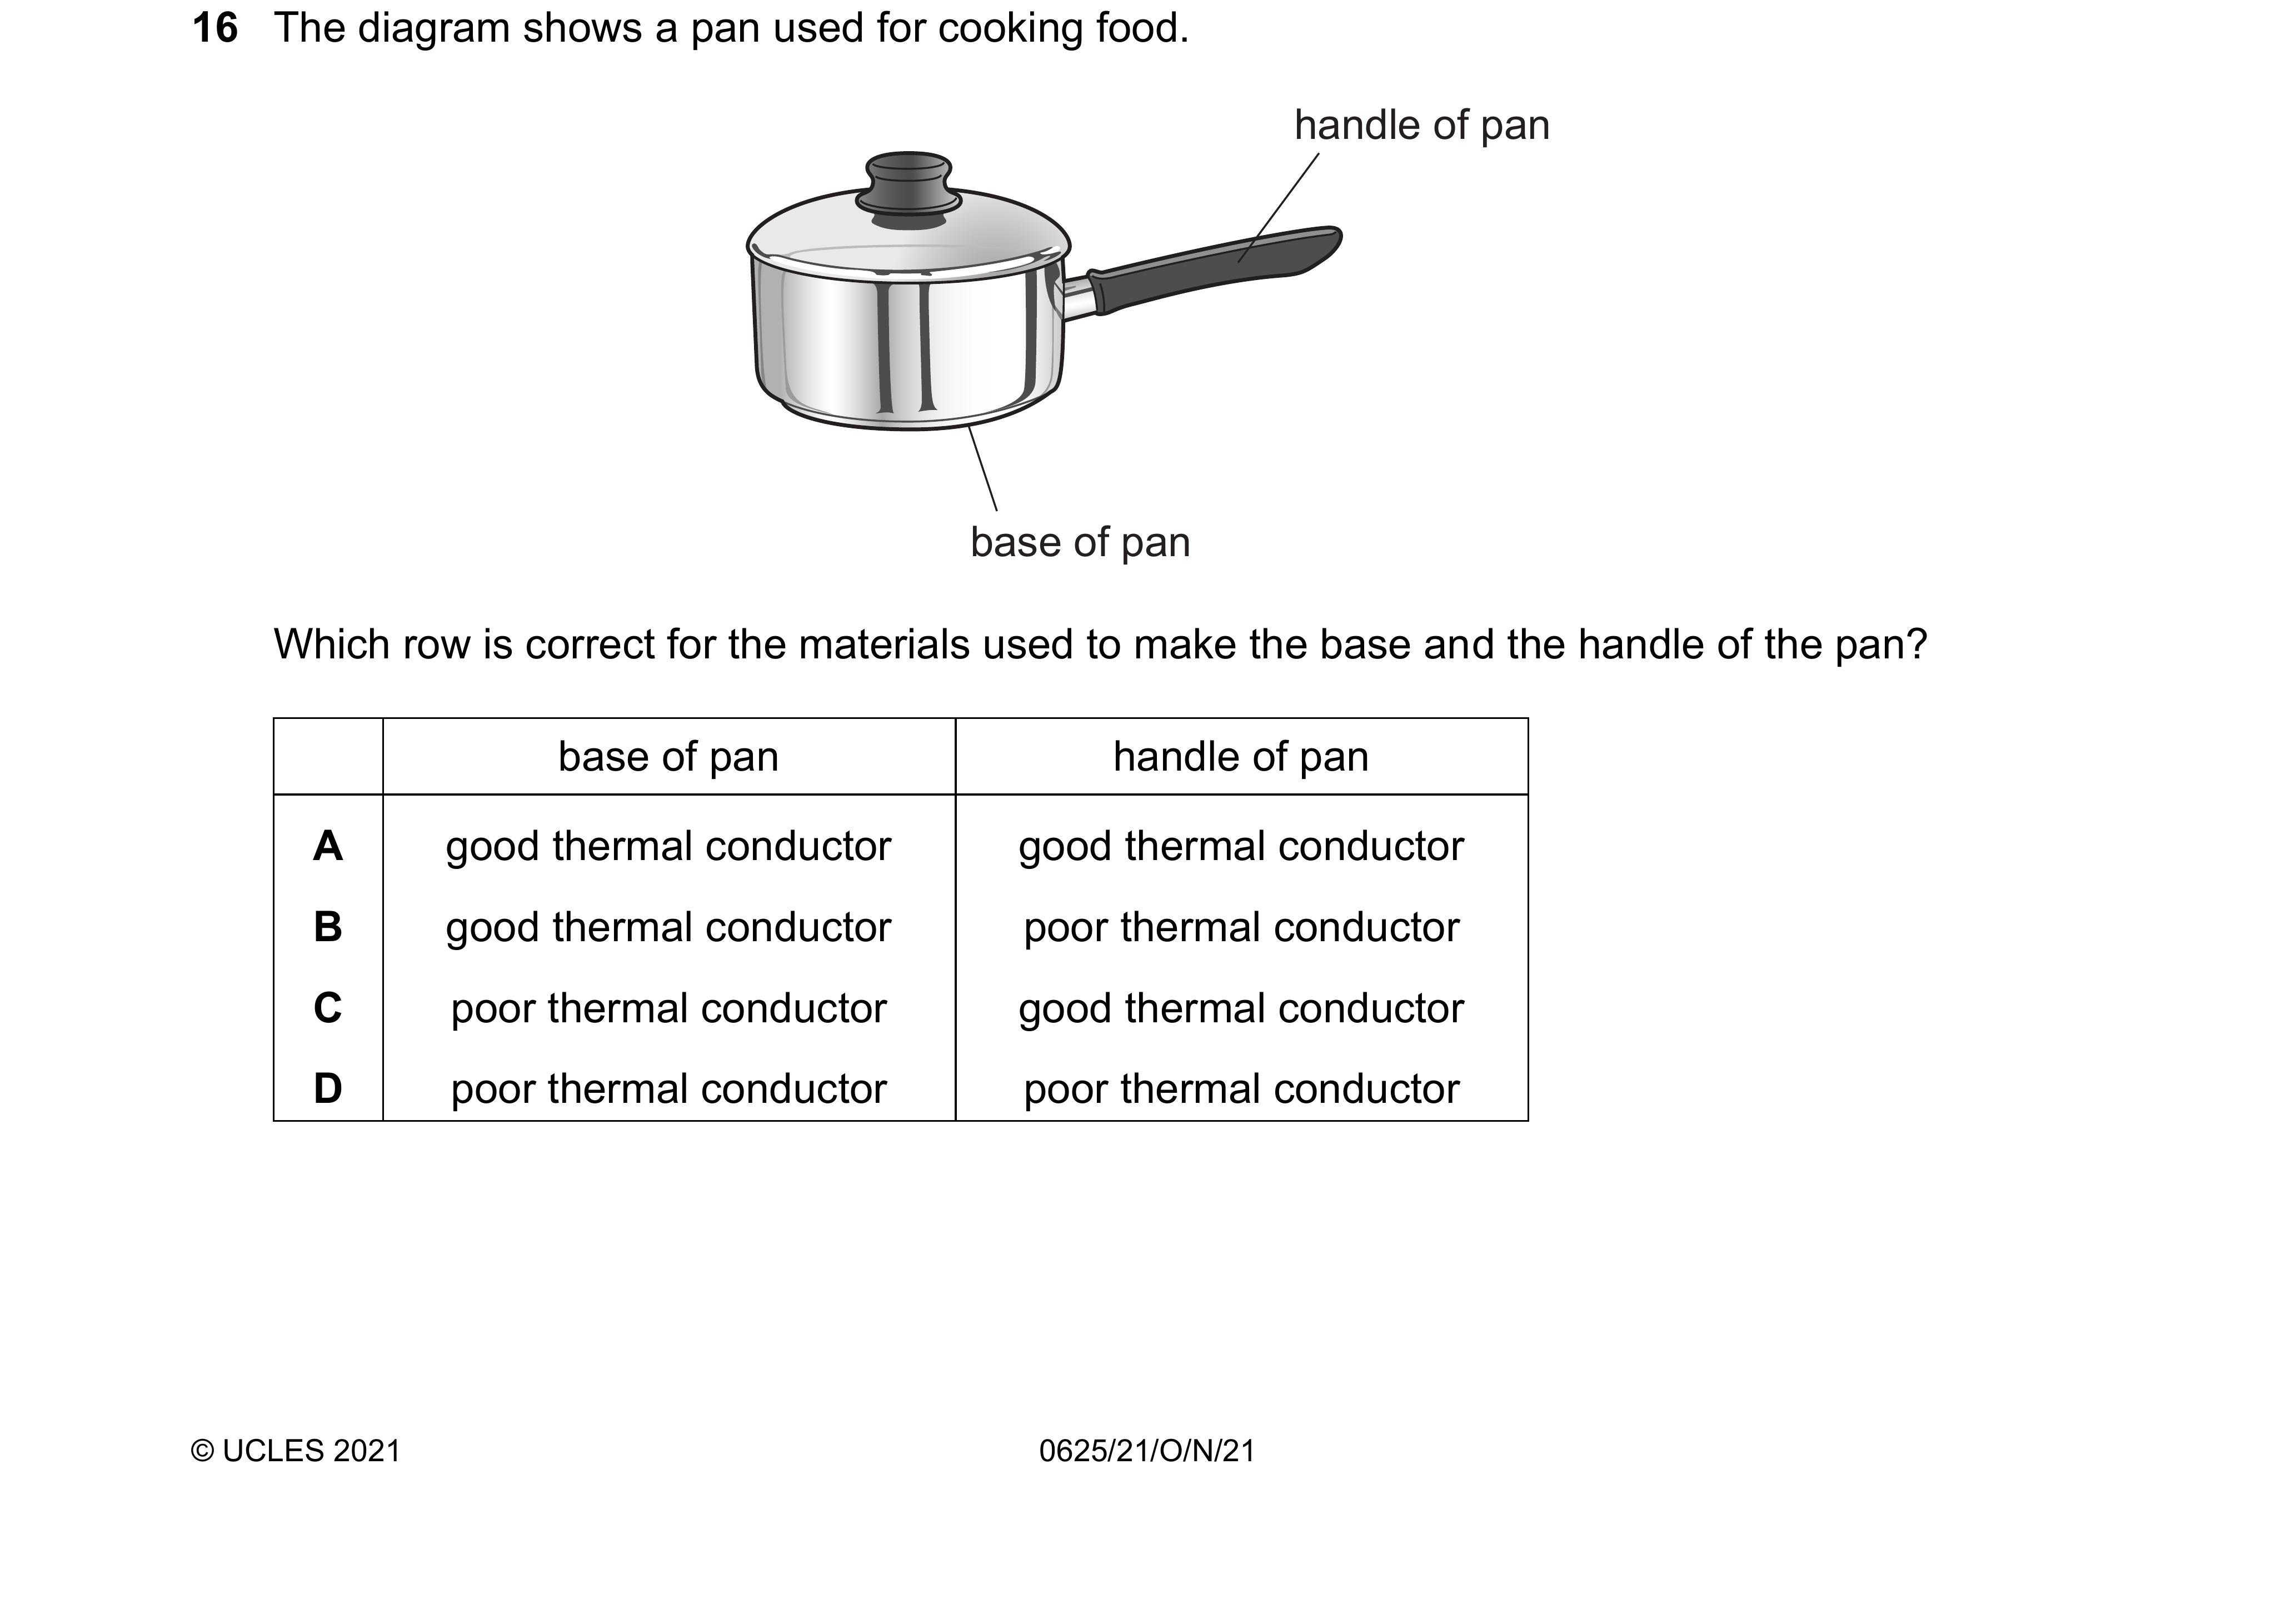 16 The diagram shows a pan used for cooking food.
handle of pan
base of pan
Which row is correct for the materials used to make the base and the handle of the pan?
base of pan handle of pan
A good thermal conductor good thermal conductor
B good thermal conductor poor thermal conductor
C poor thermal conductor good thermal conductor
D poor thermal conductor poor thermal conductor
© UCLES 2021 0625/21/O/N/21